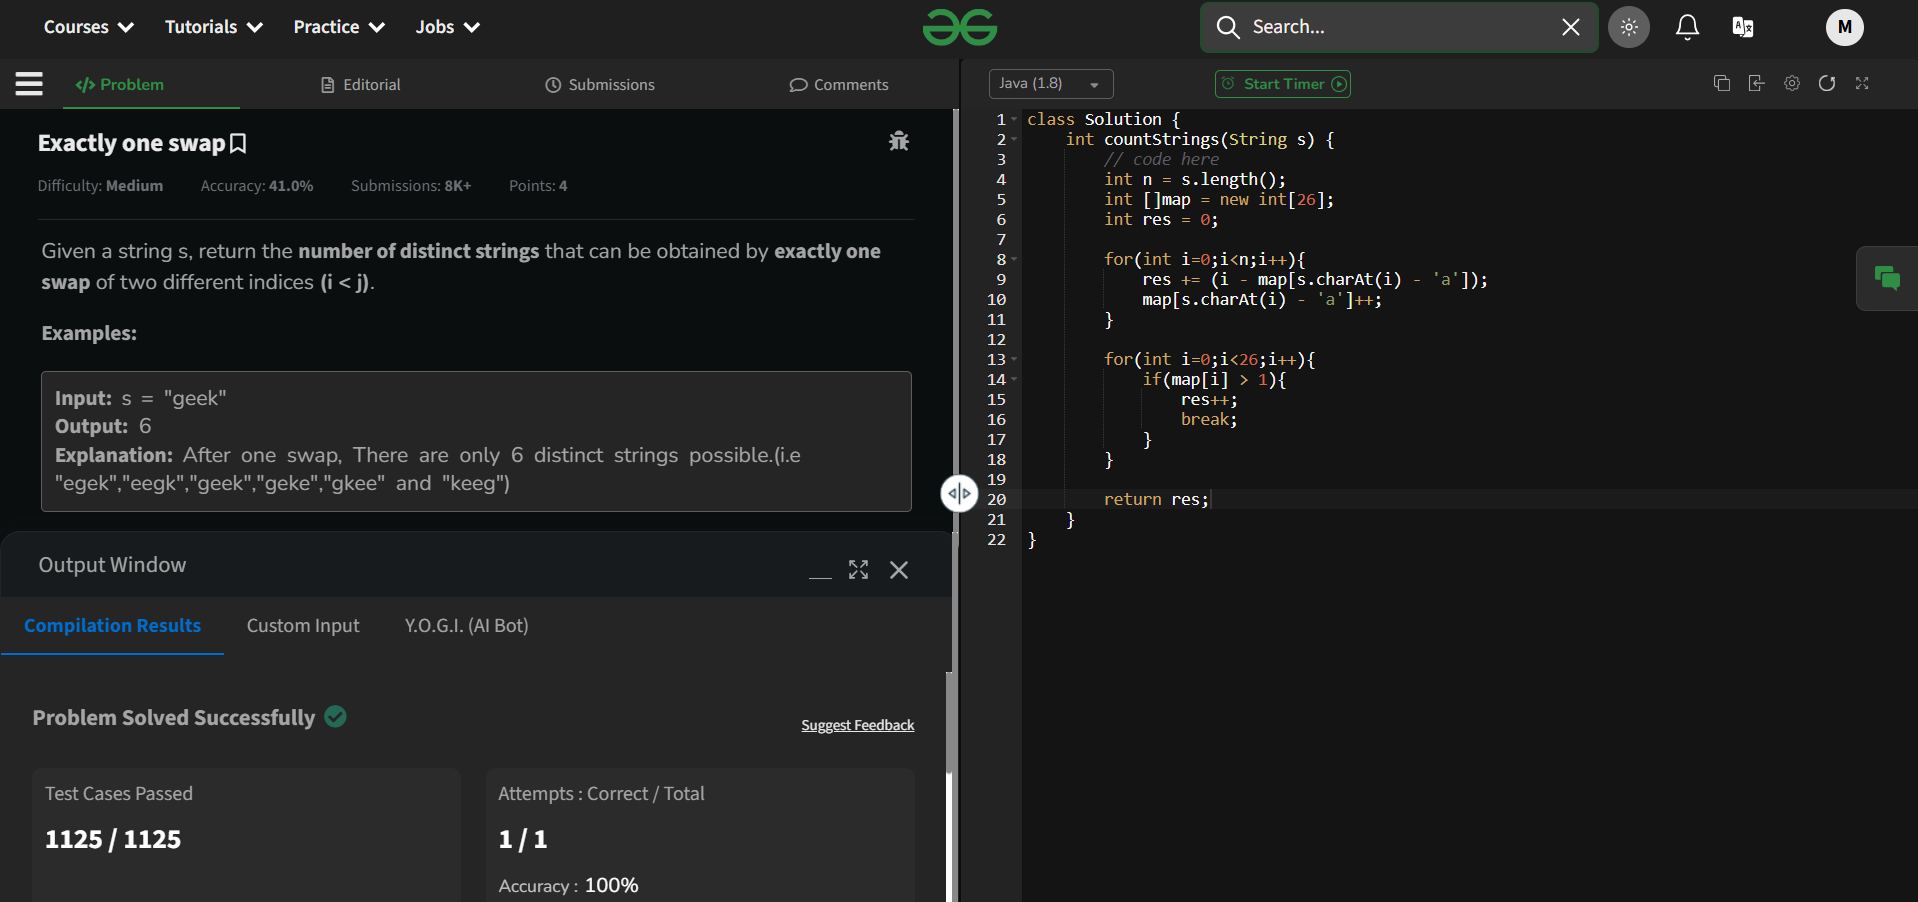 Courses Tutorials Practice Jobs Search... M
Problem Editorial Submissions Comments
Exactly one swap
Difficulty: Medium Accuracy: 41.0% Submissions: 8K+ Points: 4
Given a string s, return the number of distinct strings that can be obtained by exactly one
swap of two different indices (i < j).
Examples:
Input: s = "geek"
Output: 6
Explanation: After one swap, There are only 6 distinct strings possible.(i.e
"egek","eegk","geek","geke","gkee" and "keeg")
Output Window
Compilation Results Custom Input Y.O.G.I. (AI Bot)
Problem Solved Successfully
Suggest Feedback
Test Cases Passed
1125 / 1125
Attempts : Correct / Total
1 / 1
Accuracy : 100%
Java (1.8) Start Timer
1 class Solution {
2 int countStrings(String s) {
3 // code here
4 int n = s.length();
5 int []map = new int[26];
6 int res = 0;
7
8 for(int i=0;i<n;i++){
9 res += (i - map[s.charAt(i) - 'a']);
10 map[s.charAt(i) - 'a']++;
11 }
12
13 for(int i=0;i<26;i++){
14 if(map[i] > 1){
15 res++;
16 break;
17 }
18 }
19
20 return res;
21 }
22 }